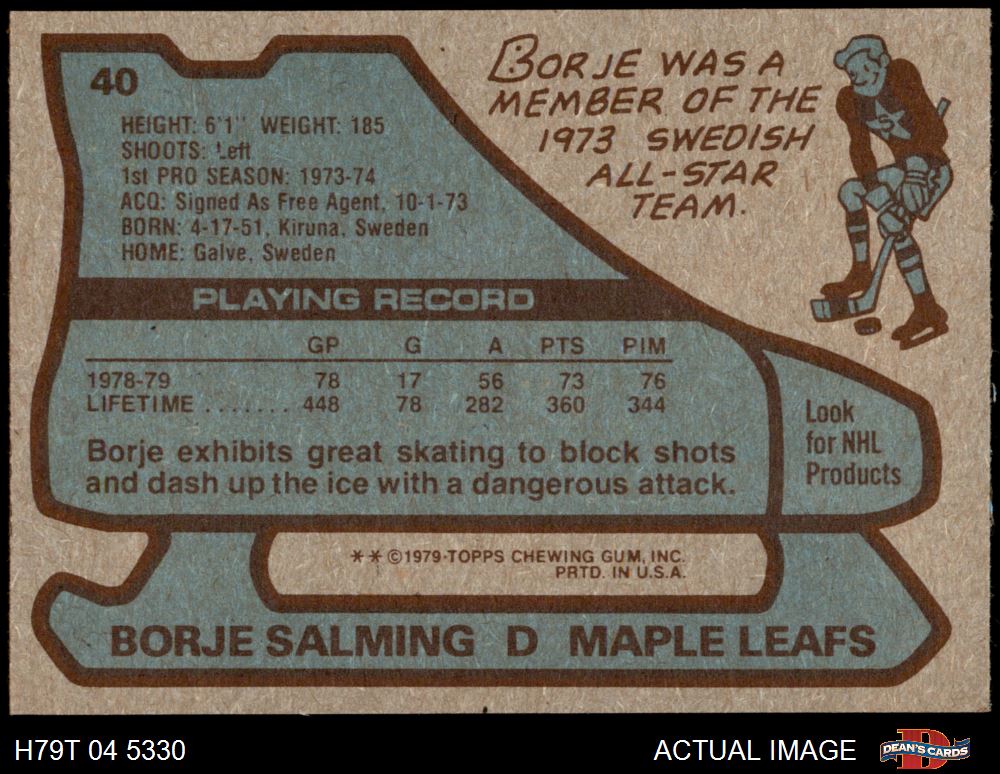 40
HEIGHT: 6'1" WEIGHT: 185
SHOOTS: Left
1st PRO SEASON: 1973-74
ACQ: Signed As Free Agent, 10-1-73
BORN: 4-17-51, Kiruna, Sweden
HOME: Galve, Sweden
BORJE WAS A
MEMBER OF THE
1973 SWEDISH
ALL-STAR
TEAM.
S
PLAYING RECORD
GP G A PTS PIM
1978-79 78 17 56 73 76
LIFETIME ....... 448 78 282 360 344
Borje exhibits great skating to block shots
and dash up the ice with a dangerous attack.
Look
for NHL
Products
** ©1979-TOPPS CHEWING GUM, INC.
PRTD. IN U.S.A.
BORJE SALMING D MAPLE LEAFS
H79T 04 5330
ACTUAL IMAGE
DEAN'S CARDS